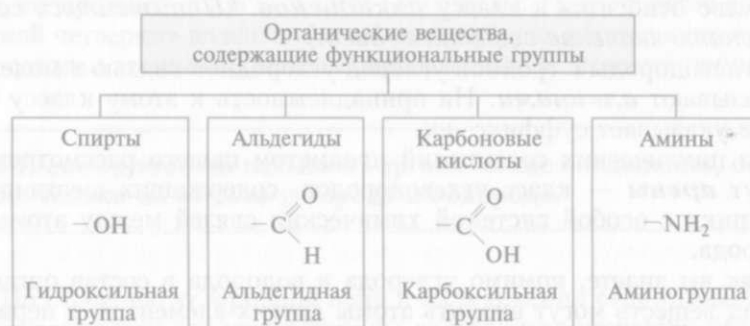 Органические вещества,
содержащие функциональные группы
Спирты
Альдегиды
Карбоновые
кислоты
Амины
—OH
O
—C
H
O
—C
OH
—NH₂
Гидроксильная
группа
Альдегидная
группа
Карбоксильная
группа
Аминогруппа